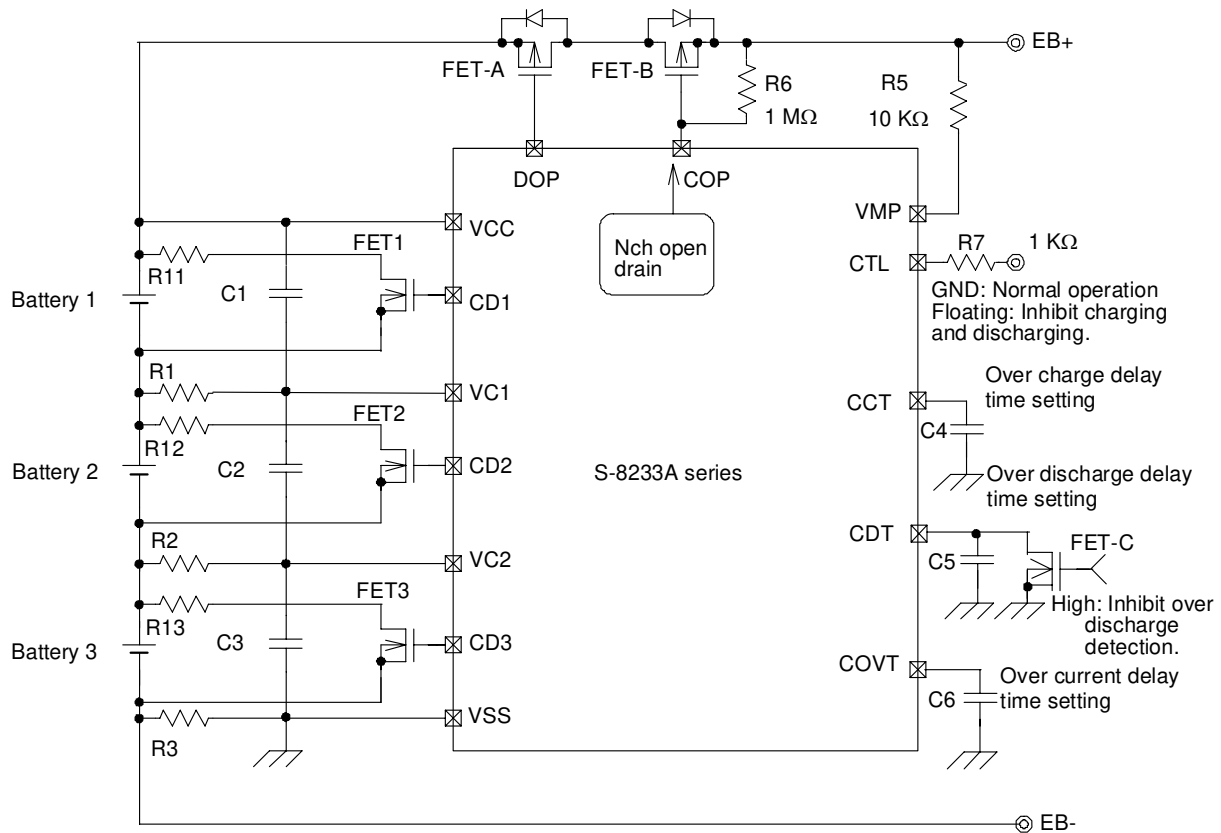 EB+
FET-A
FET-B
R6
1 MΩ
R5
10 KΩ
DOP
COP
VMP
VCC
Nch open
drain
R7
1 KΩ
CTL
FET1
R11
C1
Battery 1
CD1
GND: Normal operation
Floating: Inhibit charging
and discharging.
R1
VC1
Over charge delay
time setting
CCT
C4
FET2
R12
Battery 2
C2
CD2
S-8233A series
Over discharge delay
time setting
R2
VC2
CDT
C5
FET-C
FET3
R13
High: Inhibit over
discharge
detection.
Battery 3
C3
CD3
COVT
C6
Over current delay
time setting
VSS
R3
EB-